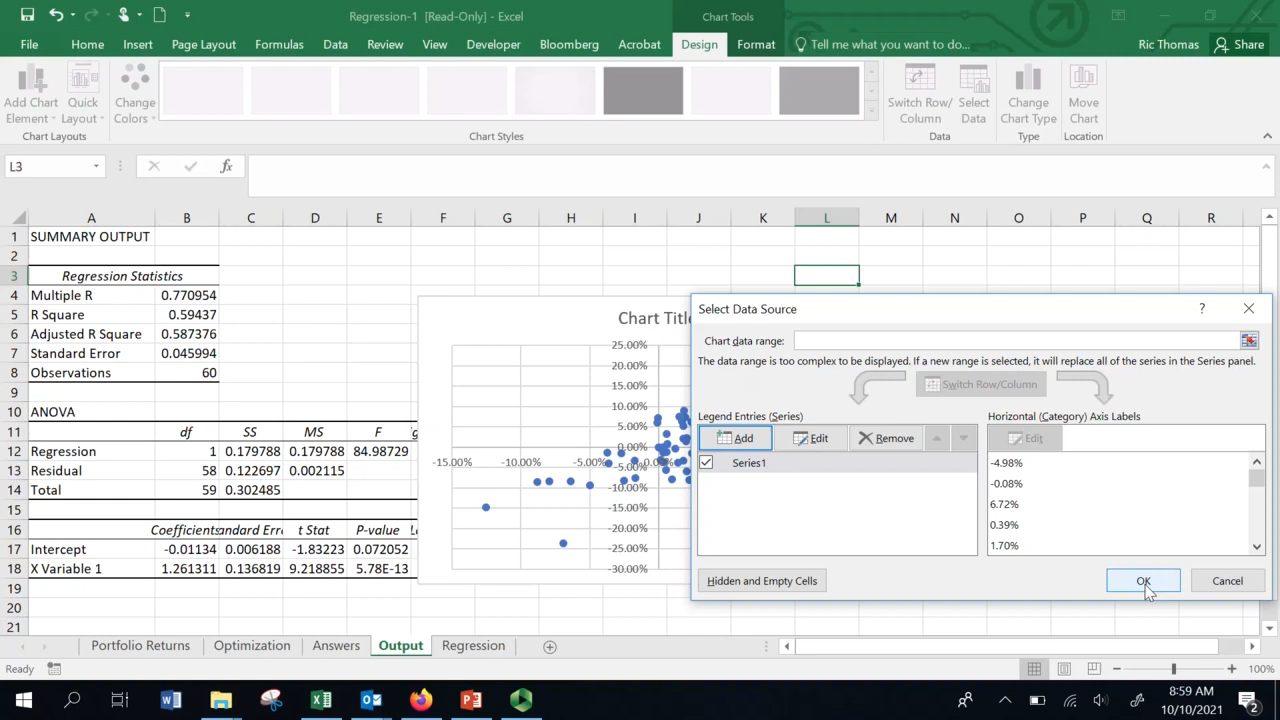 Regression-1 [Read-Only] - Excel
Chart Tools
File Home Insert Page Layout Formulas Data Review View Developer Bloomberg Acrobat Design Format Tell me what you want to do... Ric Thomas Share
Add Chart Element
Quick Layout
Change Colors
Switch Row/ Column
Select Data
Change Chart Type
Move Chart
Chart Layouts Chart Styles Data Type Location
L3 fx
A B C D E F G H I J K L M N O P Q R
1 SUMMARY OUTPUT
2
3 Regression Statistics
4 Multiple R 0.770954
5 R Square 0.59437
6 Adjusted R Square 0.587376
7 Standard Error 0.045994
8 Observations 60
9
10 ANOVA
11 df SS MS F
12 Regression 1 0.179788 0.179788 84.98729
13 Residual 58 0.122697 0.002115
14 Total 59 0.302485
15
16 Coefficients andard Erro t Stat P-value
17 Intercept -0.01134 0.006188 -1.83223 0.072052
18 X Variable 1 1.261311 0.136819 9.218855 5.78E-13
19
20
21
Chart Title
25.00%
20.00%
15.00%
10.00%
5.00%
0.00%
-15.00% -10.00% -5.00% 0.00%
-5.00%
-10.00%
-15.00%
-20.00%
-25.00%
-30.00%
Select Data Source ?
Chart data range:
The data range is too complex to be displayed. If a new range is selected, it will replace all of the series in the Series panel.
Switch Row/Column
Legend Entries (Series) Horizontal (Category) Axis Labels
Add Edit Remove Edit
Series1
-4.98%
-0.08%
6.72%
0.39%
1.70%
Hidden and Empty Cells OK Cancel
Portfolio Returns Optimization Answers Output Regression
Ready 100%
8:59 AM
10/10/2021
2